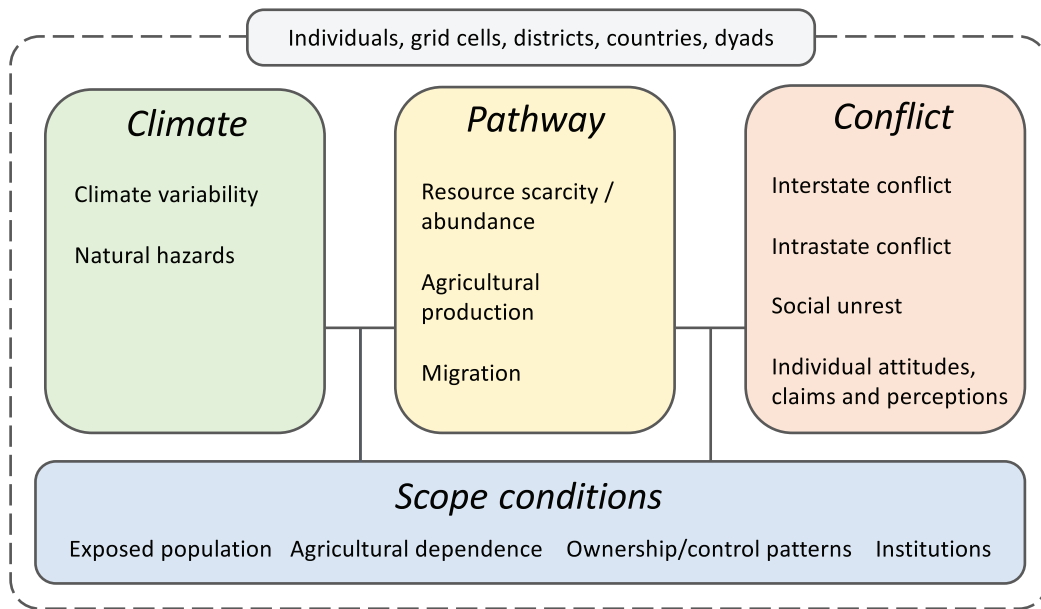 Individuals, grid cells, districts, countries, dyads
Climate
Climate variability
Natural hazards
Pathway
Resource scarcity /
abundance
Agricultural
production
Migration
Conflict
Interstate conflict
Intrastate conflict
Social unrest
Individual attitudes,
claims and perceptions
Scope conditions
Exposed population Agricultural dependence Ownership/control patterns Institutions